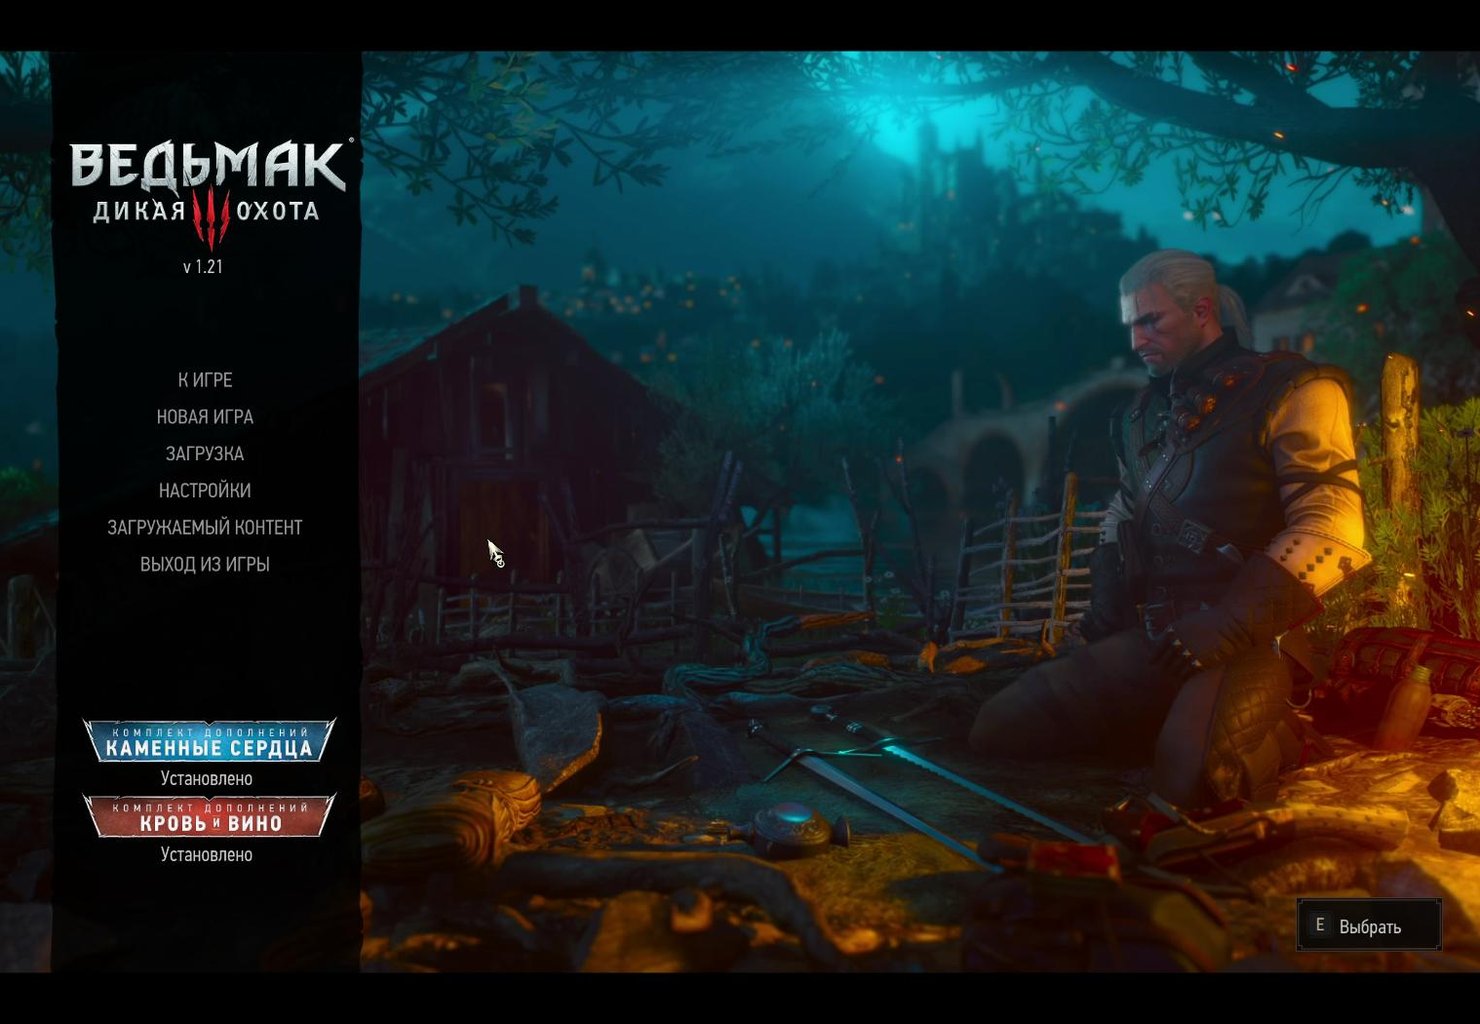 ВЕДЬМАК
ДИКАЯ III ОХОТА
v 1.21
К ИГРЕ
НОВАЯ ИГРА
ЗАГРУЗКА
НАСТРОЙКИ
ЗАГРУЖАЕМЫЙ КОНТЕНТ
ВЫХОД ИЗ ИГРЫ
КОМПЛЕКТ ДОПОЛНЕНИЙ
КАМЕННЫЕ СЕРДЦА
Установлено
КОМПЛЕКТ ДОПОЛНЕНИЙ
КРОВЬ И ВИНО
Установлено
E Выбрать